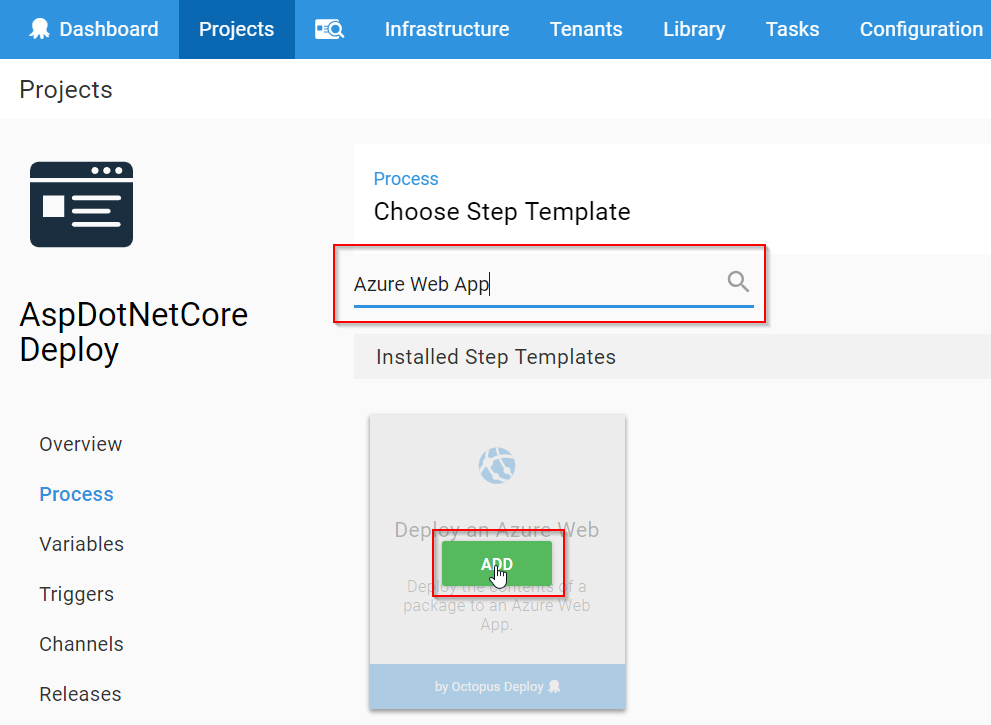 Dashboard Projects Infrastructure Tenants Library Tasks Configuration
Projects
Process
Choose Step Template
Azure Web App
AspDotNetCore
Deploy
Installed Step Templates
Overview
Process
Variables
Triggers
Channels
Releases
Deploy an Azure Web
ADD
Deploy the contents of a
package to an Azure Web
App.
by Octopus Deploy